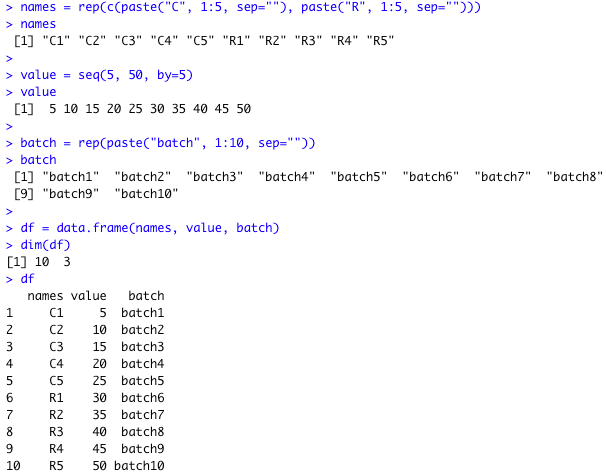 > names = rep(c(paste("C", 1:5, sep=""), paste("R", 1:5, sep="")))
> names
 [1] "C1" "C2" "C3" "C4" "C5" "R1" "R2" "R3" "R4" "R5"
>
> value = seq(5, 50, by=5)
> value
 [1]  5 10 15 20 25 30 35 40 45 50
>
> batch = rep(paste("batch", 1:10, sep=""))
> batch
 [1] "batch1"  "batch2"  "batch3"  "batch4"  "batch5"  "batch6"  "batch7"  "batch8"
 [9] "batch9"  "batch10"
>
> df = data.frame(names, value, batch)
> dim(df)
[1] 10  3
> df
   names value   batch
1     C1     5  batch1
2     C2    10  batch2
3     C3    15  batch3
4     C4    20  batch4
5     C5    25  batch5
6     R1    30  batch6
7     R2    35  batch7
8     R3    40  batch8
9     R4    45  batch9
10    R5    50 batch10